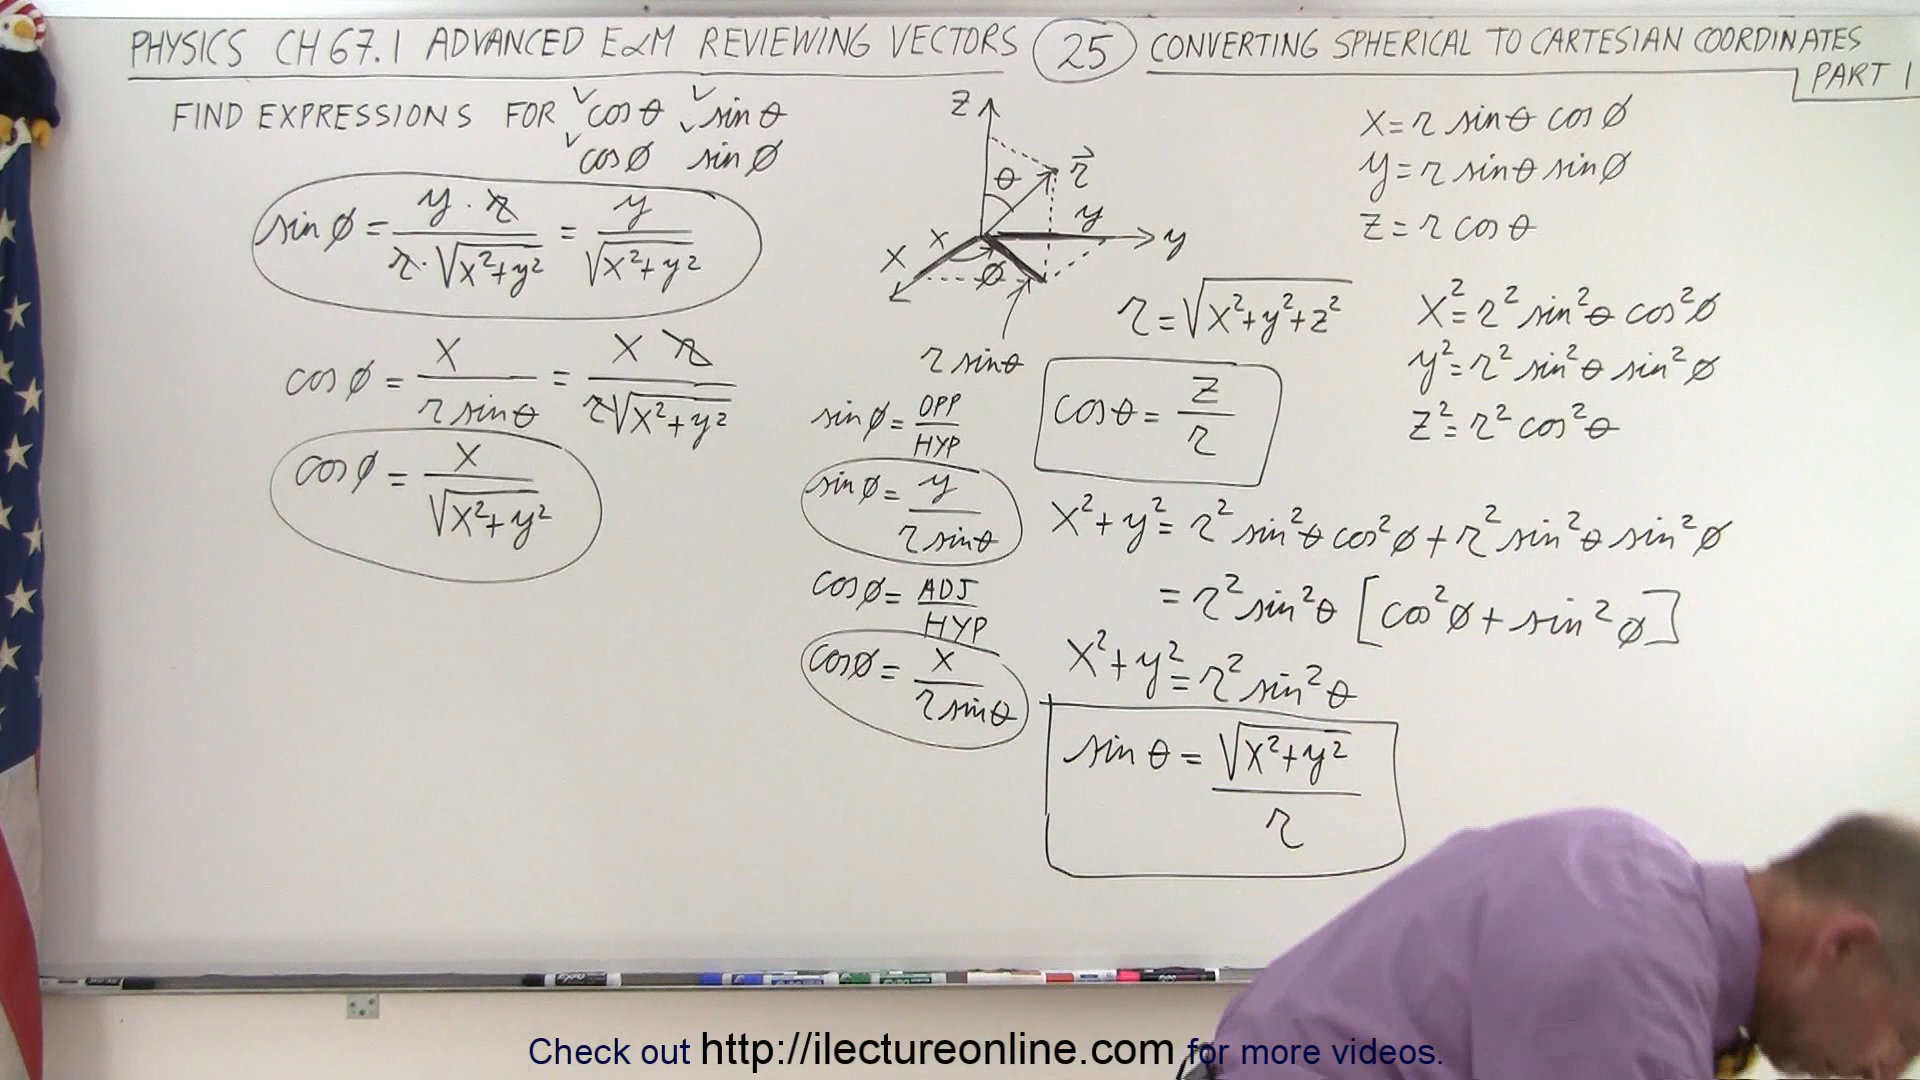 PHYSICS CH 67.1 ADVANCED E&M REVIEWING VECTORS 25 CONVERTING SPHERICAL TO CARTESIAN COORDINATES
PART 1
FIND EXPRESSIONS FOR ✓cos θ ✓sin θ
✓cos ø ✓sin ø
sin ø = y · r / r · √x²+y² = y / √x²+y²
cos ø = x / r sin θ = x r / r √x²+y²
cos ø = x / √x²+y²
z
θ
r⃗
y
y
x
x
ø
r sin θ
sin ø = OPP / HYP
sin ø = y / r sin θ
cos ø = ADJ / HYP
cos ø = x / r sin θ
x = r sin θ cos ø
y = r sin θ sin ø
z = r cos θ
r = √x²+y²+z²
x² = r² sin² θ cos² ø
y² = r² sin² θ sin² ø
z² = r² cos² θ
cos θ = z / r
x² + y² = r² sin² θ cos² ø + r² sin² θ sin² ø
= r² sin² θ [cos² ø + sin² ø]
x² + y² = r² sin² θ
sin θ = √x²+y² / r
Check out http://ilectureonline.com for more videos.